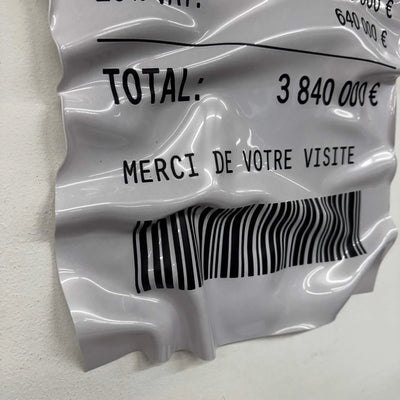 640 000 €
TOTAL: 3 840 000 €
MERCI DE VOTRE VISITE